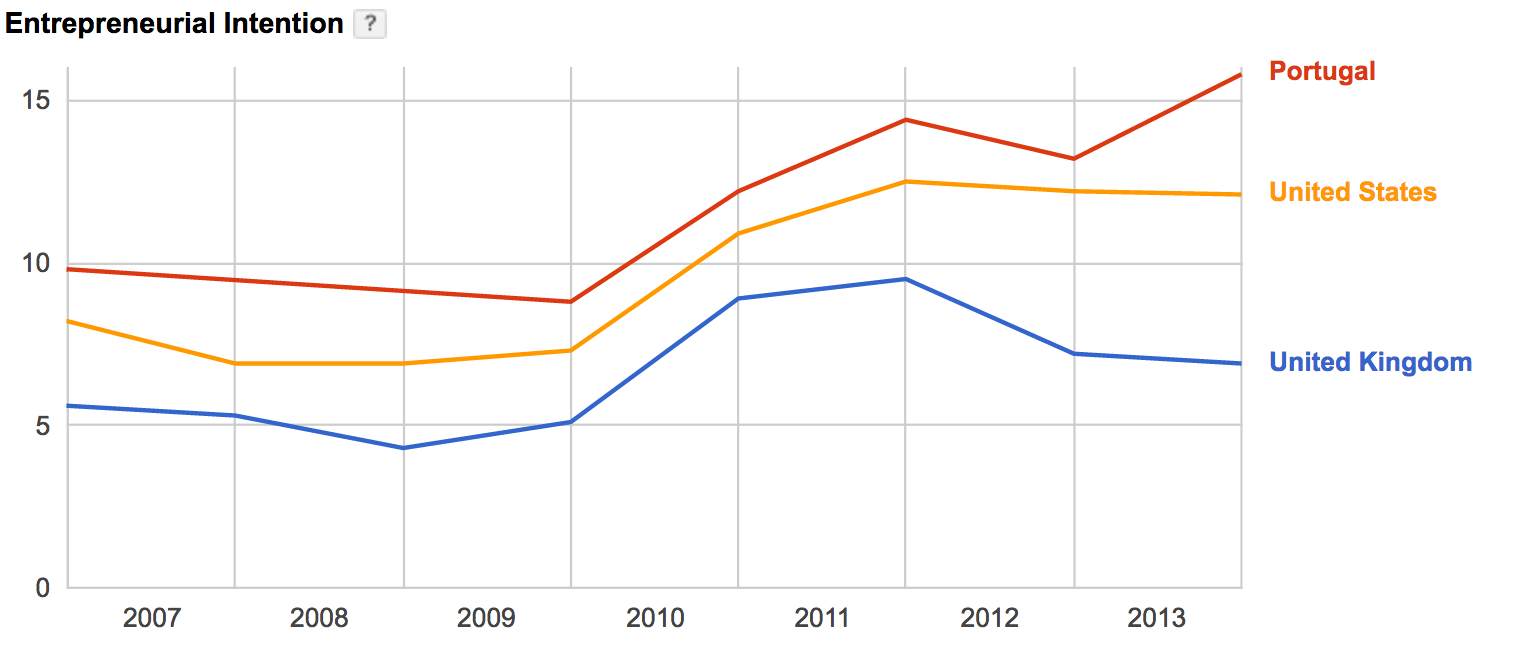 Entrepreneurial Intention ?
Portugal
15
United States
10
United Kingdom
5
0
2007 2008 2009 2010 2011 2012 2013